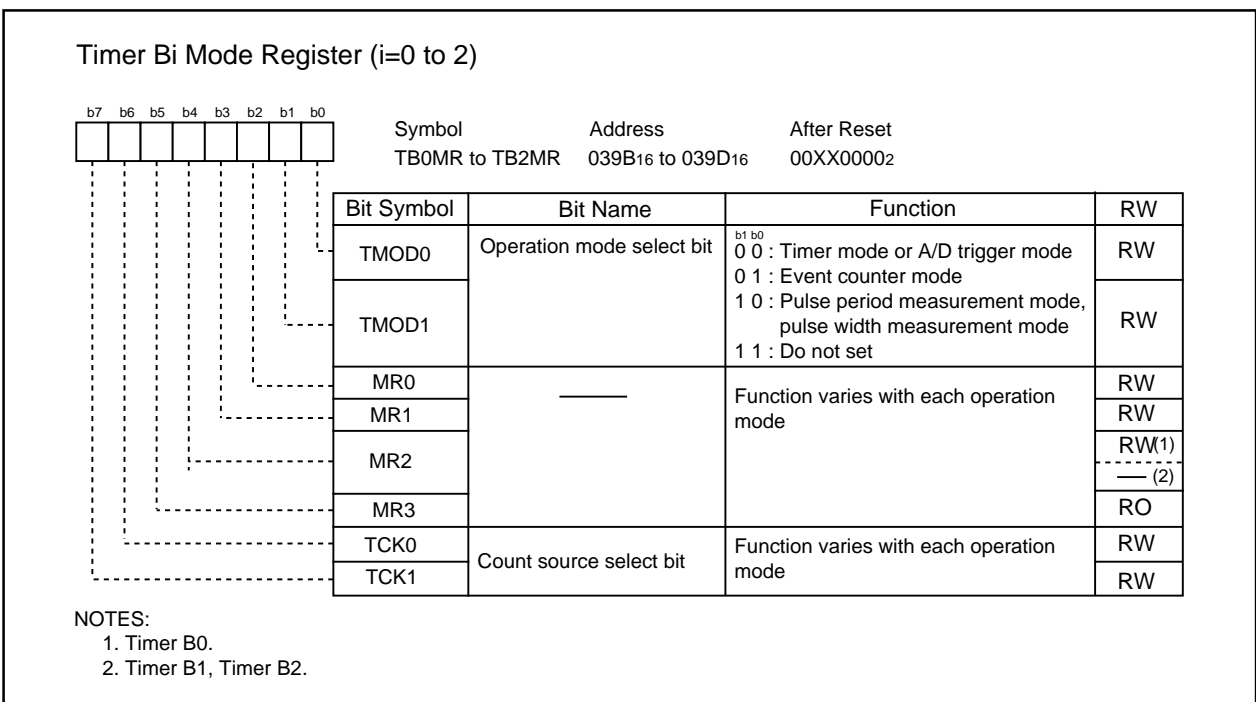 Timer Bi Mode Register (i=0 to 2)
b7 b6 b5 b4 b3 b2 b1 b0
Symbol Address After Reset
TB0MR to TB2MR 039B16 to 039D16 00XX00002
Bit Symbol Bit Name Function RW
TMOD0 Operation mode select bit b1 b0
0 0 : Timer mode or A/D trigger mode RW
0 1 : Event counter mode
TMOD1 1 0 : Pulse period measurement mode,
pulse width measurement mode RW
1 1 : Do not set
MR0 Function varies with each operation
mode RW
MR1 RW
MR2 RW(1)
— (2)
MR3 RO
TCK0 Count source select bit Function varies with each operation
mode RW
TCK1 RW
NOTES:
1. Timer B0.
2. Timer B1, Timer B2.